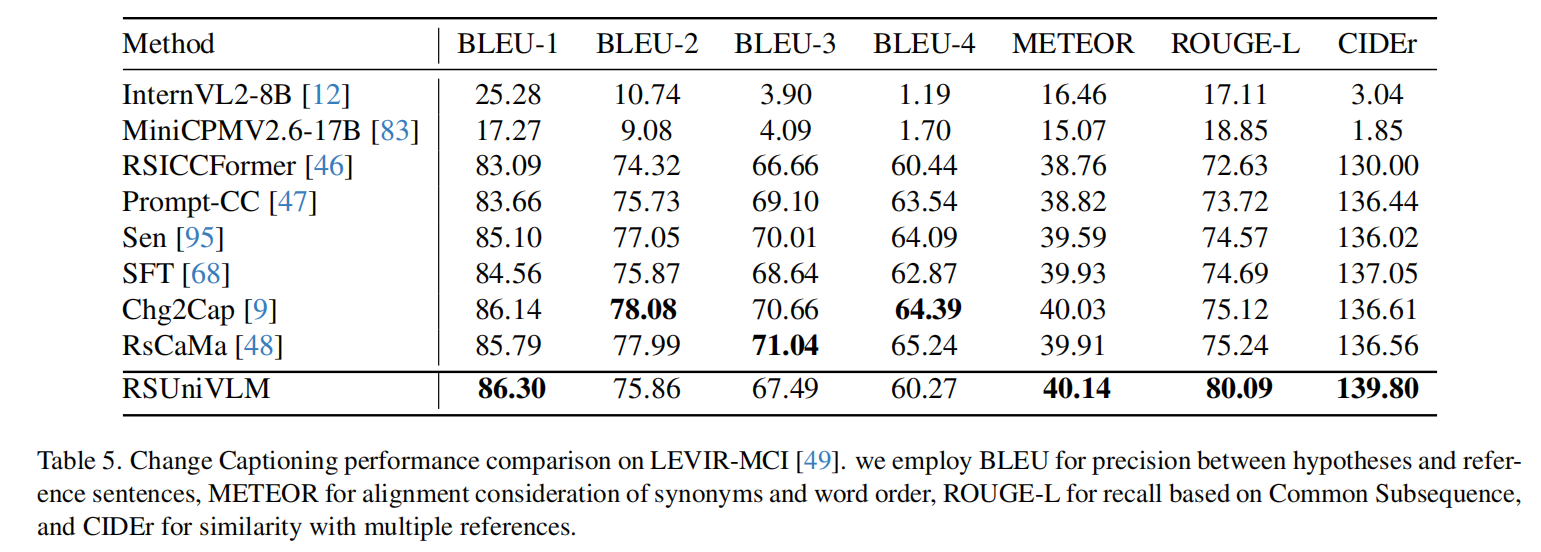 Method BLEU-1 BLEU-2 BLEU-3 BLEU-4 METEOR ROUGE-L CIDEr
InternVL2-8B [12] 25.28 10.74 3.90 1.19 16.46 17.11 3.04
MiniCPMV2.6-17B [83] 17.27 9.08 4.09 1.70 15.07 18.85 1.85
RSICCFormer [46] 83.09 74.32 66.66 60.44 38.76 72.63 130.00
Prompt-CC [47] 83.66 75.73 69.10 63.54 38.82 73.72 136.44
Sen [95] 85.10 77.05 70.01 64.09 39.59 74.57 136.02
SFT [68] 84.56 75.87 68.64 62.87 39.93 74.69 137.05
Chg2Cap [9] 86.14 78.08 70.66 64.39 40.03 75.12 136.61
RsCaMa [48] 85.79 77.99 71.04 65.24 39.91 75.24 136.56
RSUniVLM 86.30 75.86 67.49 60.27 40.14 80.09 139.80
Table 5. Change Captioning performance comparison on LEVIR-MCI [49]. we employ BLEU for precision between hypotheses and refer-
ence sentences, METEOR for alignment consideration of synonyms and word order, ROUGE-L for recall based on Common Subsequence,
and CIDEr for similarity with multiple references.